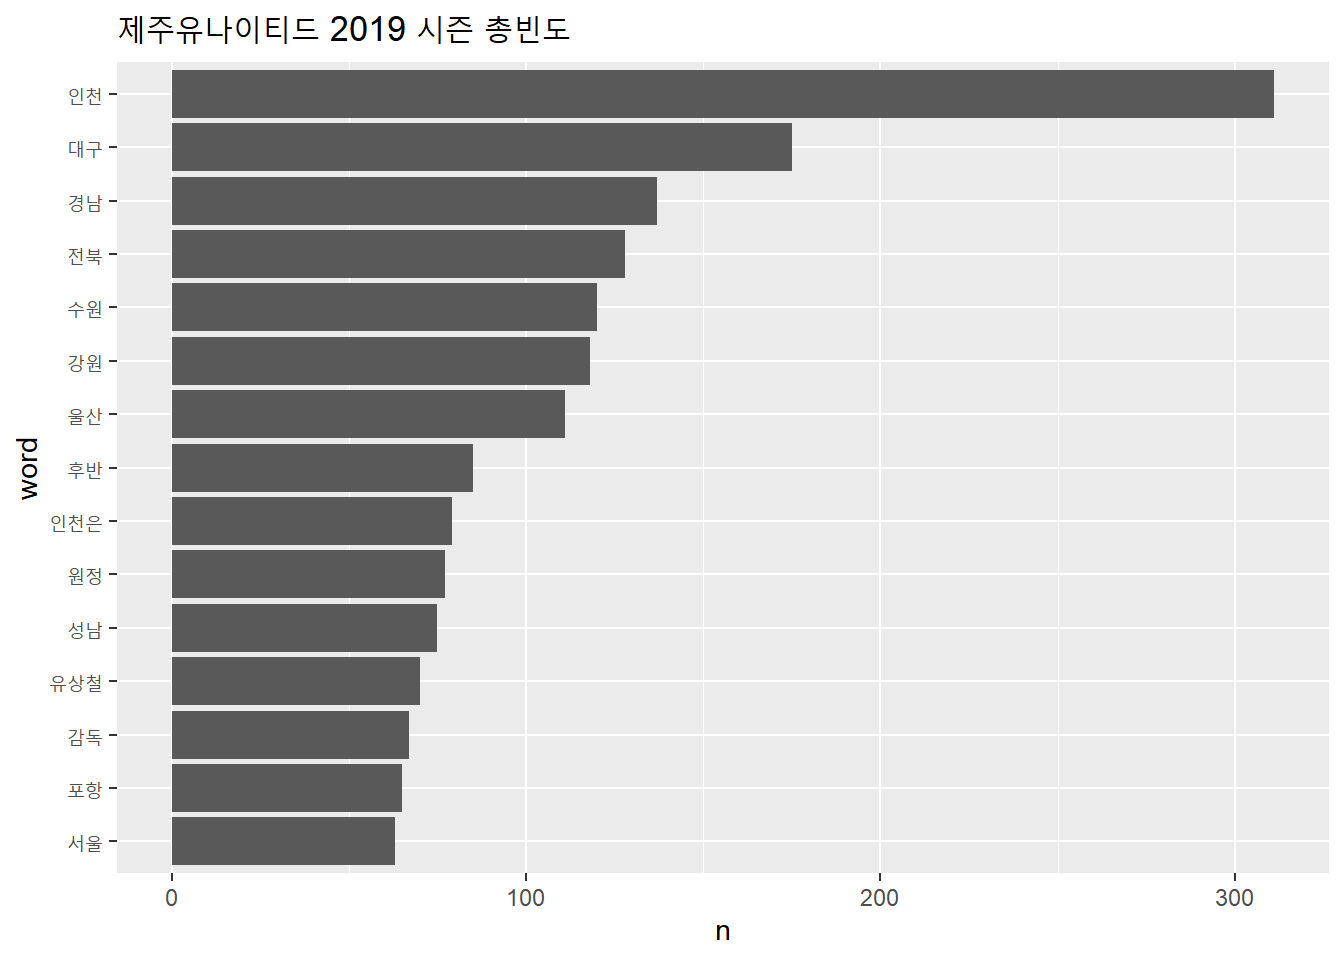 제주유나이티드 2019 시즌 총빈도
word
인천
대구
경남
전북
수원
강원
울산
후반
인천은
원정
성남
유상철
감독
포항
서울
0 100 200 300
n